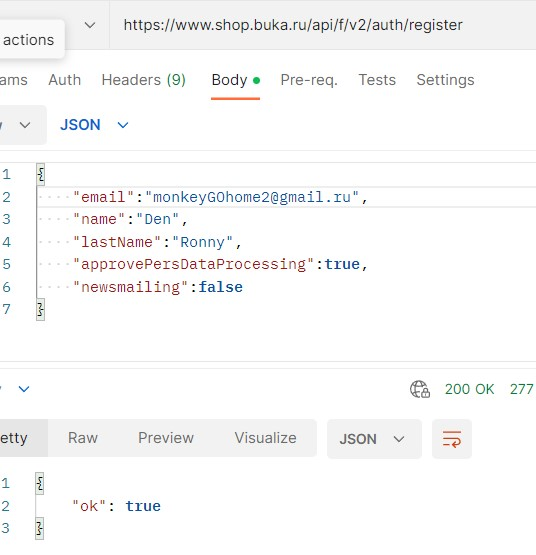 https://www.shop.buka.ru/api/f/v2/auth/register
actions
ams Auth Headers (9) Body Pre-req. Tests Settings
JSON
1 {
2 "email":"monkeyG0home2@gmail.ru",
3 "name":"Den",
4 "lastName":"Ronny",
5 "approvePersDataProcessing":true,
6 "newsmailing":false
7 }
200 OK 277
etty Raw Preview Visualize JSON
1 {
2 "ok": true
3 }